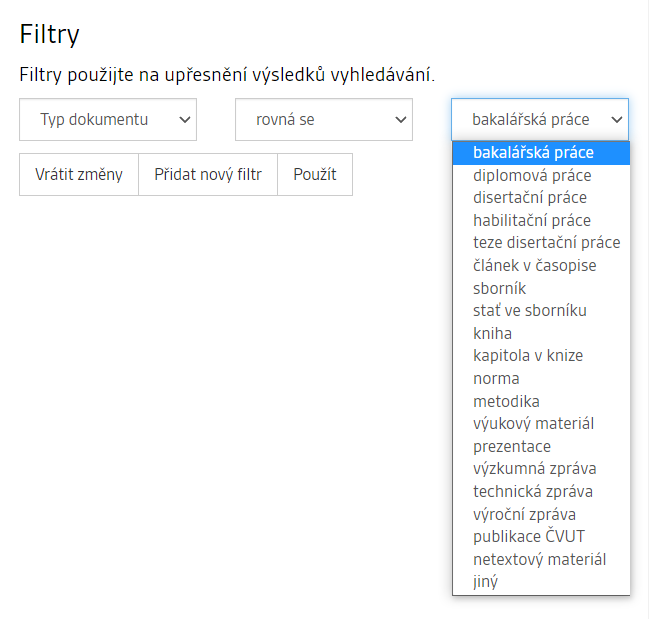 Filtry
Filtry použijte na upřesnění výsledků vyhledávání.
Typ dokumentu rovná se bakalářská práce
Vrátit změny Přidat nový filtr Použít
bakalářská práce
diplomová práce
disertační práce
habilitační práce
teze disertační práce
článek v časopise
sborník
stať ve sborníku
kniha
kapitola v knize
norma
metodika
výukový materiál
prezentace
výzkumná zpráva
technická zpráva
výroční zpráva
publikace ČVUT
netextový materiál
jiný